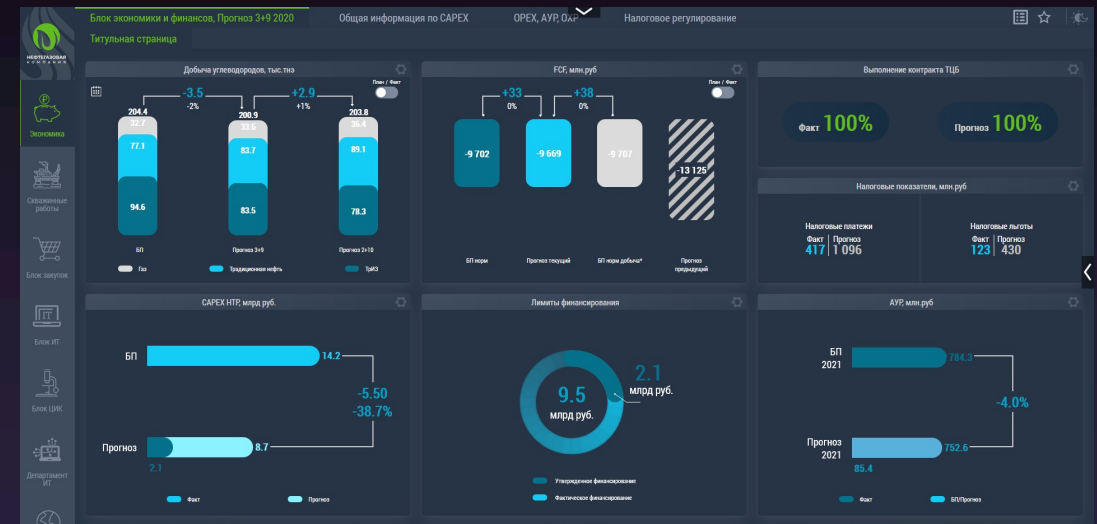 Блок экономики и финансов, Прогноз 3+9 2020
Общая информация по CAPEX
OPEX, АУР, ОХР
Налоговое регулирование
Титульная страница
НЕФТЕГАЗОВАЯ
КОМПАНИЯ
Экономика
Скважинные
работы
Блок закупок
IT
Блок ИТ
Блок ЦИК
Департамент
ИТ
Добыча углеводородов, тыс.тнэ
План / Факт
-3.5
-2%
+2.9
+1%
204.4
200.9
203.8
32.7
33.6
36.4
77.1
83.7
89.1
94.6
83.5
78.3
БП
Прогноз 3+9
Прогноз 2+10
Газ
Традиционная нефть
ТрИЗ
FCF, млн.руб
План / Факт
+33
0%
+38
0%
-9 702
-9 669
-9 707
-13 125
БП норм
Прогноз текущий
БП норм добыча*
Прогноз
предыдущий
Выполнение контракта ТЦБ
Факт 100%
Прогноз 100%
Налоговые показатели, млн.руб
Налоговые платежи
Факт Прогноз
417 1 096
Налоговые льготы
Факт Прогноз
123 430
CAPEX НТР, млрд руб.
БП
14.2
-5.50
-38.7%
Прогноз
8.7
2.1
Факт
Прогноз
Лимиты финансирования
9.5
млрд руб.
2.1
млрд руб.
Утвержденное финансирование
Фактическое финансирование
АУР, млн.руб
БП
2021
784.3
-4.0%
Прогноз
2021
752.6
85.4
Факт
БП/Прогноз